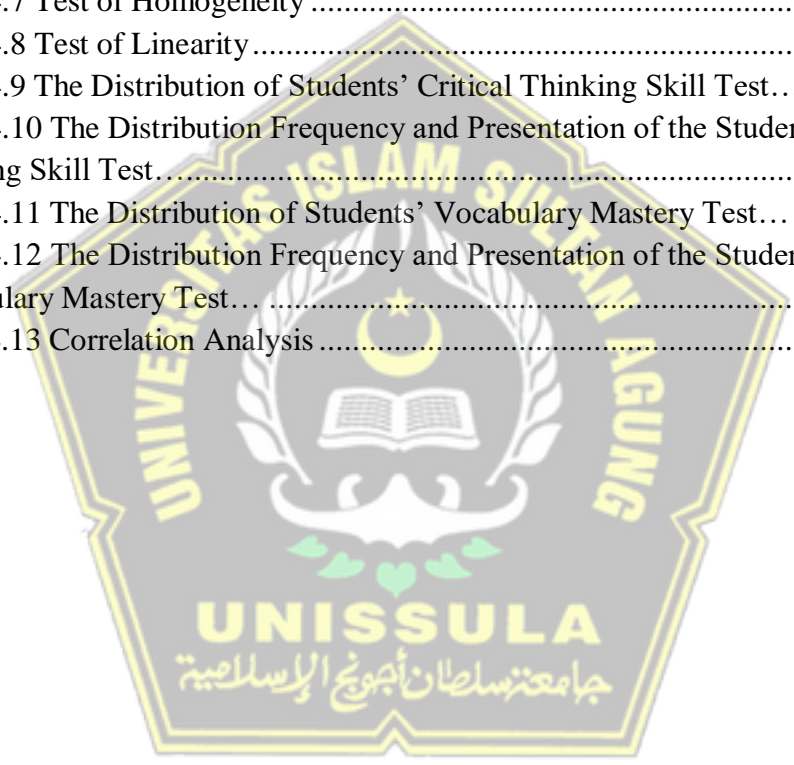 .7 Test of Homogeneity ........................................................................
.8 Test of Linearity ................................................................................
.9 The Distribution of Students’ Critical Thinking Skill Test…
.10 The Distribution Frequency and Presentation of the Studen
ng Skill Test…............................................................................................
.11 The Distribution of Students’ Vocabulary Mastery Test…
.12 The Distribution Frequency and Presentation of the Studen
ulary Mastery Test… ..............................................................................
.13 Correlation Analysis ......................................................................
UNIVERSITAS ISLAM SULTAN AGUNG
UNISSULA
جامعة سلطان أجونج الإسلامية